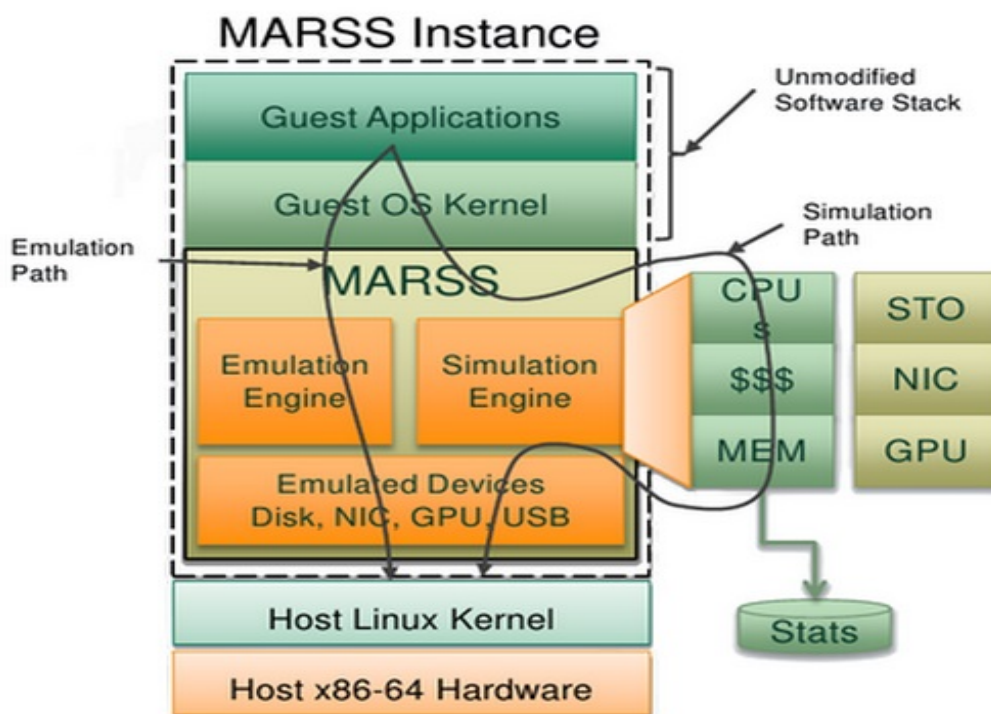 MARSS Instance
Unmodified
Software Stack
Guest Applications
Guest OS Kernel
Simulation
Path
Emulation
Path
MARSS
CPU
s
STO
Emulation
Engine
Simulation
Engine
$$$
NIC
MEM
GPU
Emulated Devices
Disk, NIC, GPU, USB
Host Linux Kernel
Stats
Host x86-64 Hardware